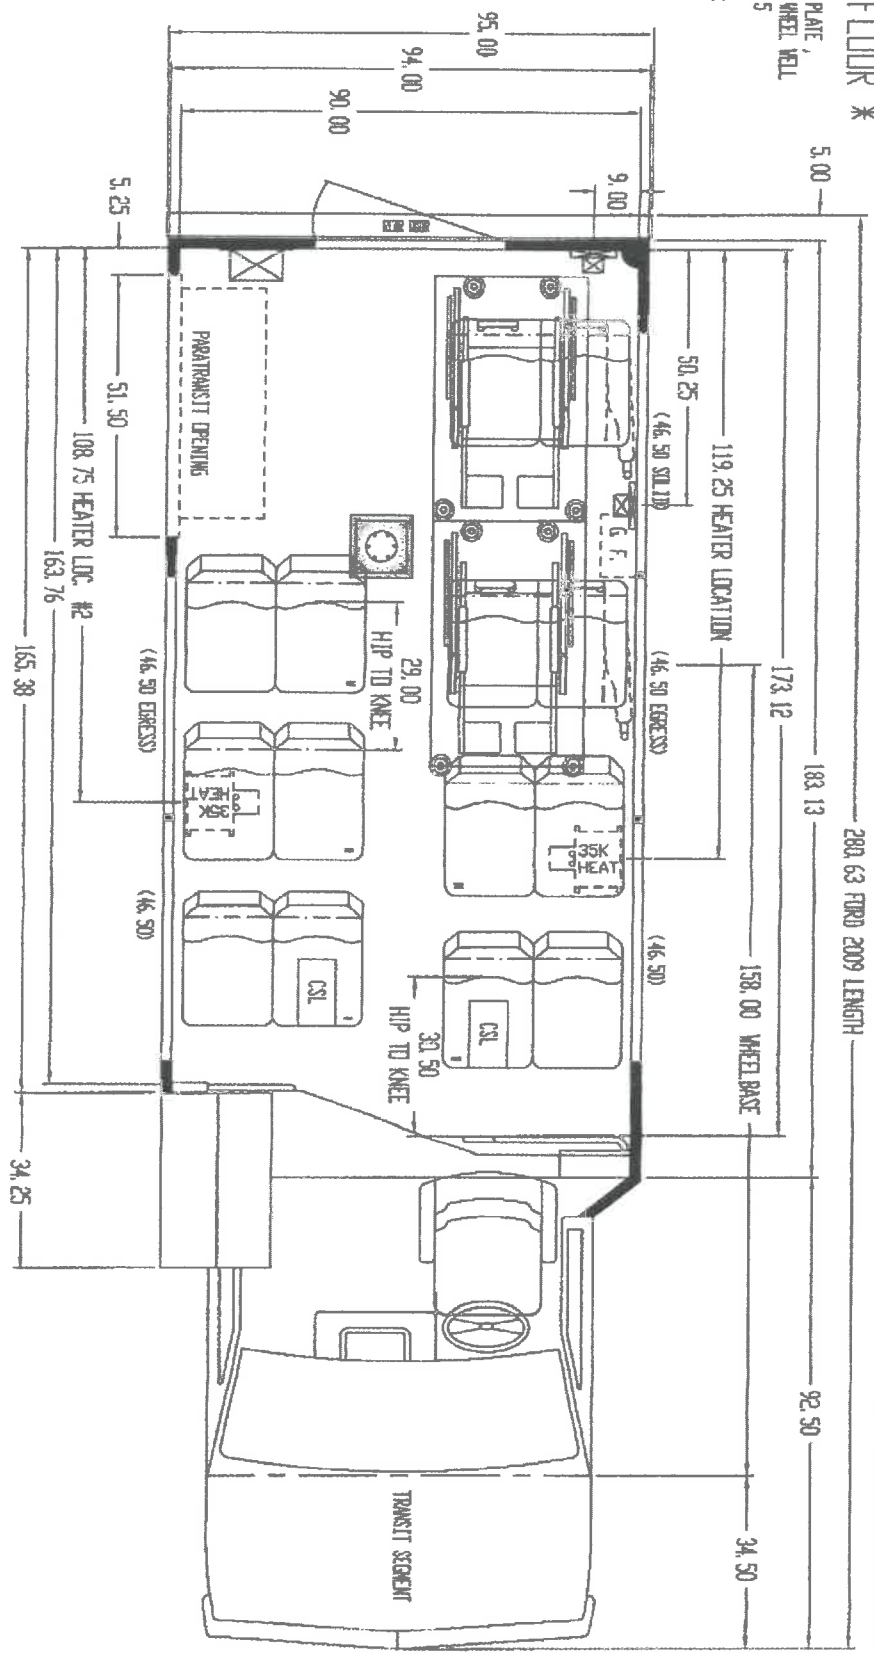 FLOOR *
PLATE,
WHEEL WELL
5
280.63 FORD 2009 LENGTH
5.00
183.13
92.50
173.12
158.00 WHEEL BASE
34.50
119.25 HEATER LOCATION
50.25
9.00
(46.50 SOLID)
(46.50 EGRESS)
(46.50)
95.00
94.00
90.00
G F.
35K
HEAT
CSL
30.50
HIP TO KNEE
29.00
HIP TO KNEE
CSL
35K
HEAT
PARATRANSIT OPENING
TRANSIT SEGMENT
(46.50 EGRESS)
(46.50)
5.25
51.50
108.75 HEATER LOC. #2
163.76
165.38
34.25